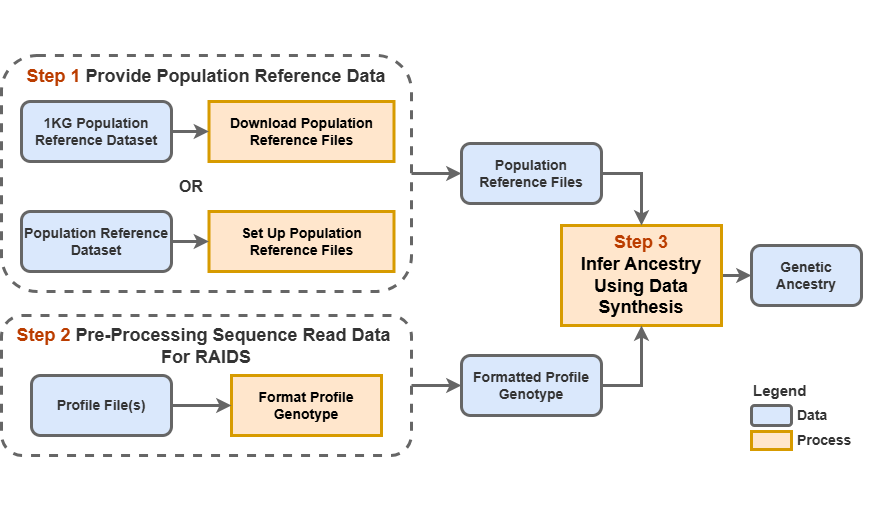 Step 1 Provide Population Reference Data
1KG Population
Reference Dataset
Download Population
Reference Files
OR
Population Reference
Dataset
Set Up Population
Reference Files
Population
Reference Files
Step 3
Infer Ancestry
Using Data
Synthesis
Genetic
Ancestry
Step 2 Pre-Processing Sequence Read Data
For RAIDS
Profile File(s)
Format Profile
Genotype
Formatted Profile
Genotype
Legend
Data
Process